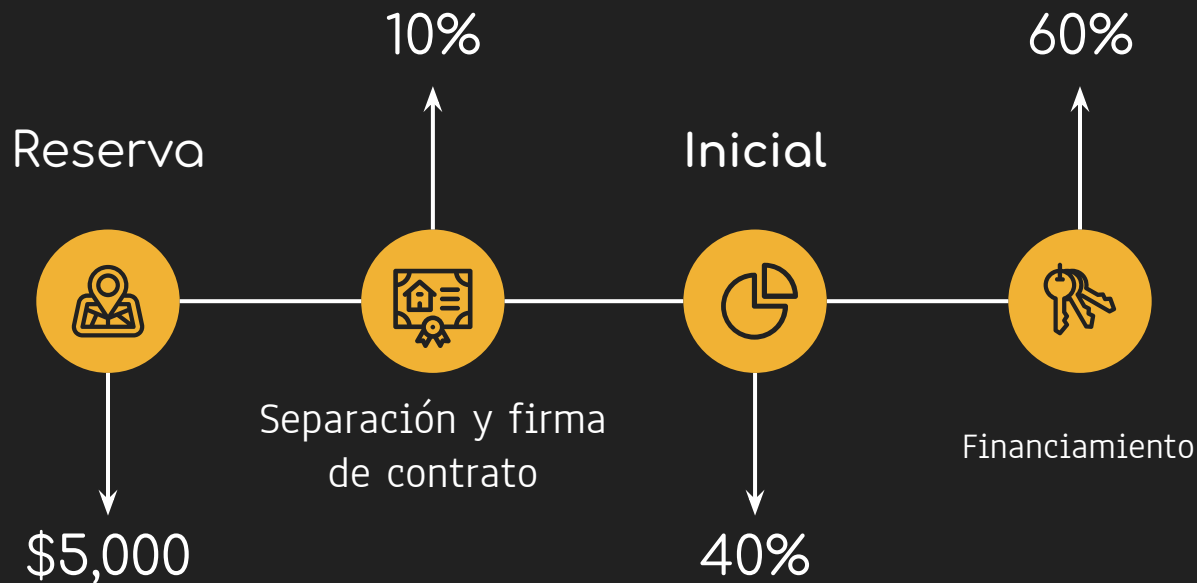 10%
60%
Reserva
Inicial
Separación y firma
de contrato
Financiamiento
$5,000
40%